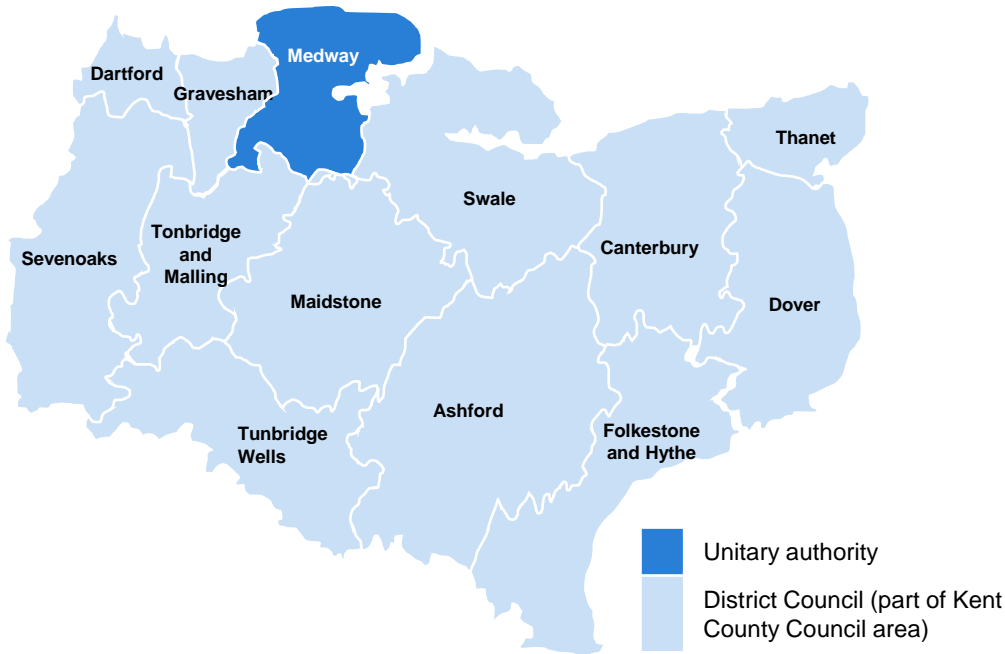 Medway
Dartford
Gravesham
Thanet
Swale
Tonbridge
and
Malling
Canterbury
Sevenoaks
Maidstone
Dover
Ashford
Tunbridge
Wells
Folkestone
and Hythe
Unitary authority
District Council (part of Kent
County Council area)